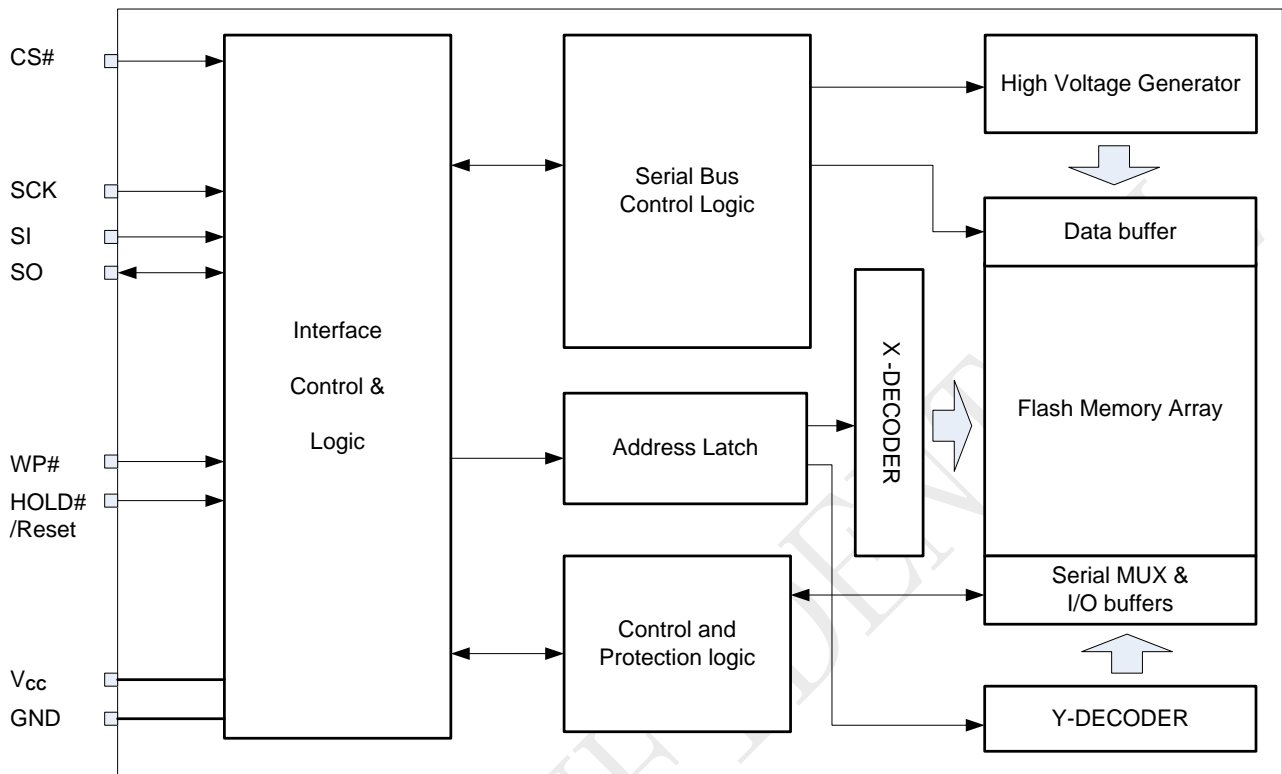 CS#
SCK
SI
SO
WP#
HOLD#
/Reset
VCC
GND
Interface
Control &
Logic
Serial Bus
Control Logic
Address Latch
Control and
Protection logic
X -DECODER
High Voltage Generator
Data buffer
Flash Memory Array
Serial MUX &
I/O buffers
Y-DECODER